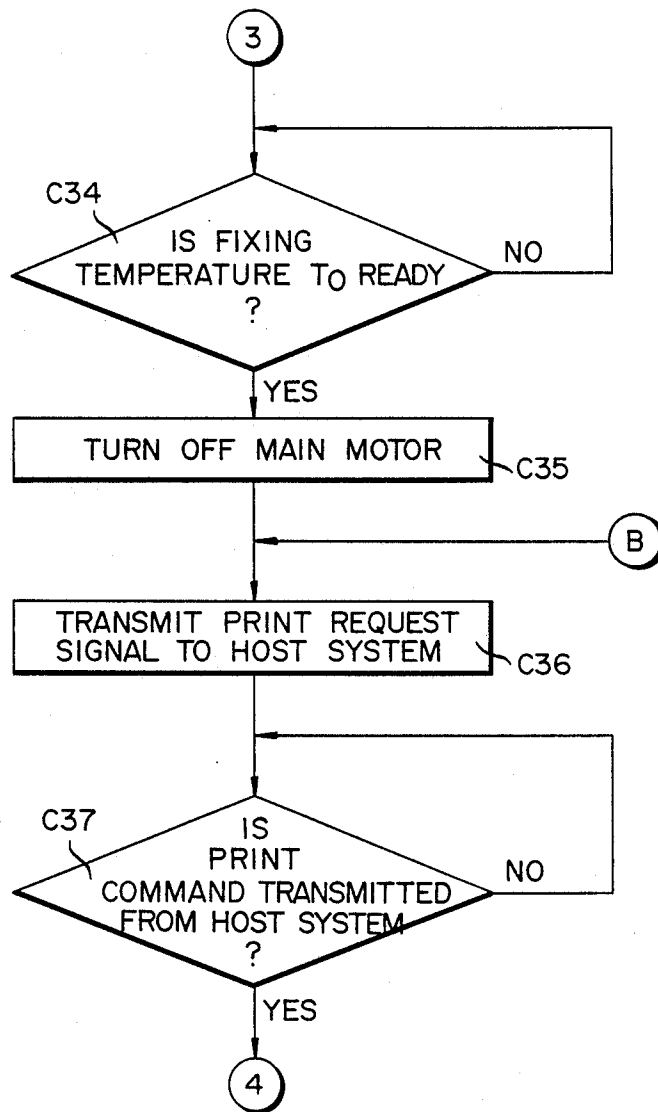 3
C34
IS FIXING
TEMPERATURE TO READY
?
NO
YES
TURN OFF MAIN MOTOR
C35
B
TRANSMIT PRINT REQUEST
SIGNAL TO HOST SYSTEM
C36
C37
IS
PRINT
COMMAND TRANSMITTED
FROM HOST SYSTEM
?
NO
YES
4